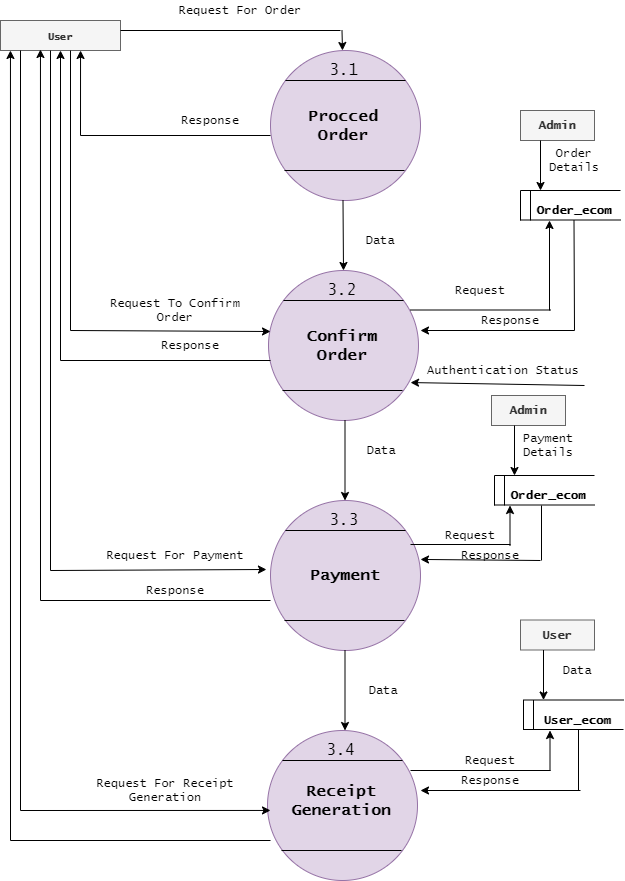 Request For Order
User
3.1
Procced
Order
Response
Admin
Order
Details
Order_ecom
Data
3.2
Request
Request To Confirm
Order
Response
Confirm
Order
Response
Authentication Status
Admin
Payment
Details
Data
Order_ecom
3.3
Request
Request For Payment
Response
Payment
Response
User
Data
Data
User_ecom
3.4
Request
Request For Receipt
Generation
Response
Receipt
Generation